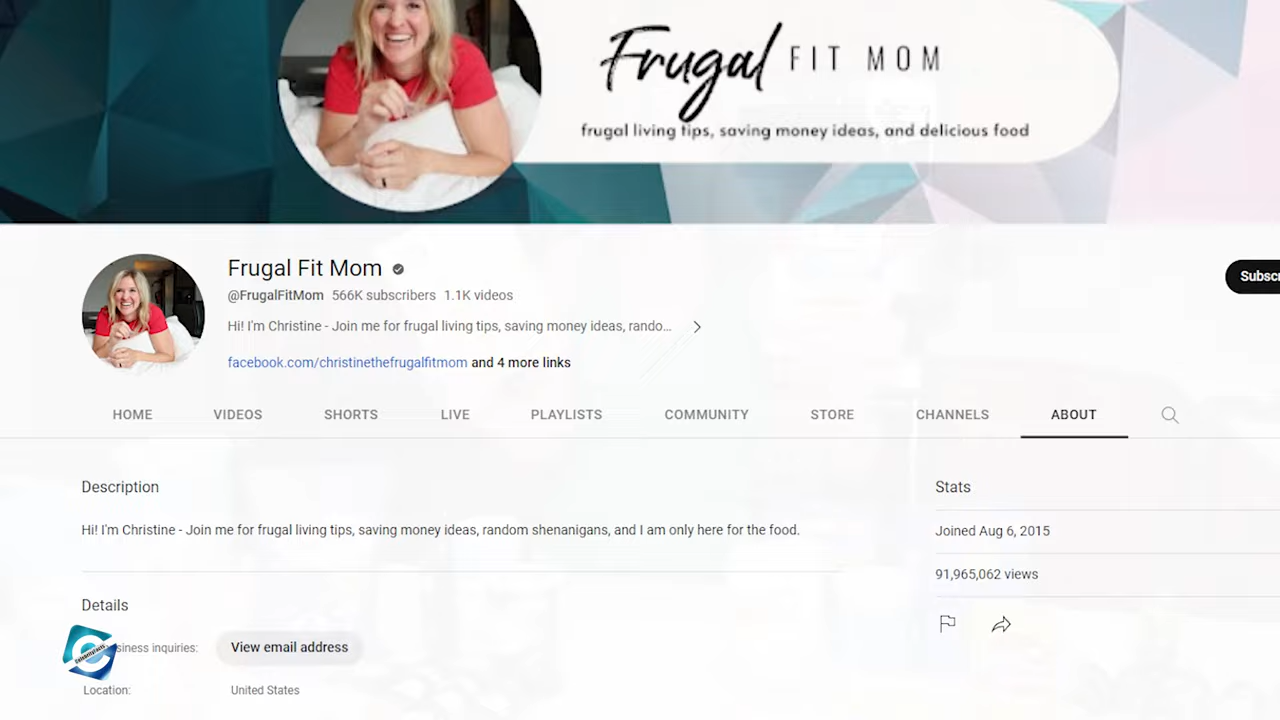 Frugal FIT MOM
frugal living tips, saving money ideas, and delicious food
Frugal Fit Mom
@FrugalFitMom 566K subscribers 1.1K videos
Hi! I'm Christine - Join me for frugal living tips, saving money ideas, rando...
facebook.com/christinethefrugalfitmom and 4 more links
Subscr
HOME VIDEOS SHORTS LIVE PLAYLISTS COMMUNITY STORE CHANNELS ABOUT
Description
Hi! I'm Christine - Join me for frugal living tips, saving money ideas, random shenanigans, and I am only here for the food.
Stats
Joined Aug 6, 2015
91,965,062 views
Details
siness inquiries: View email address
Location: United States